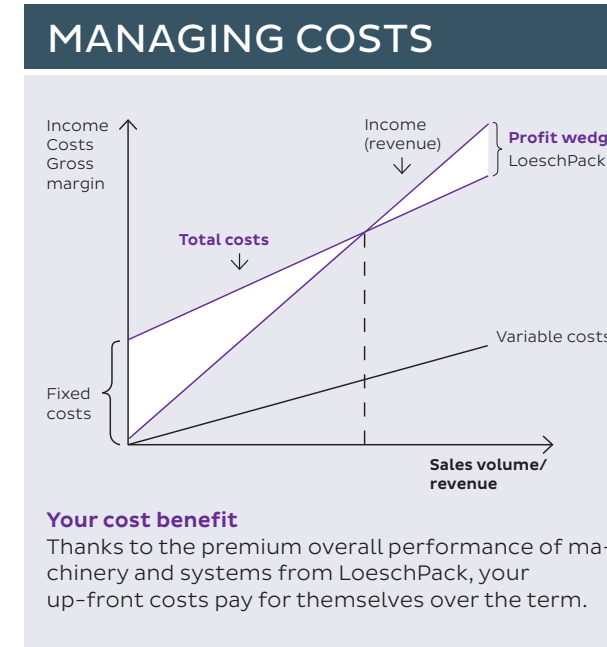 MANAGING COSTS
Income
Costs
Gross
margin
Income
(revenue)
Profit wedg
LoeschPack
Total costs
Variable costs
Fixed
costs
Sales volume/
revenue
Your cost benefit
Thanks to the premium overall performance of ma-
chinery and systems from LoeschPack, your
up-front costs pay for themselves over the term.